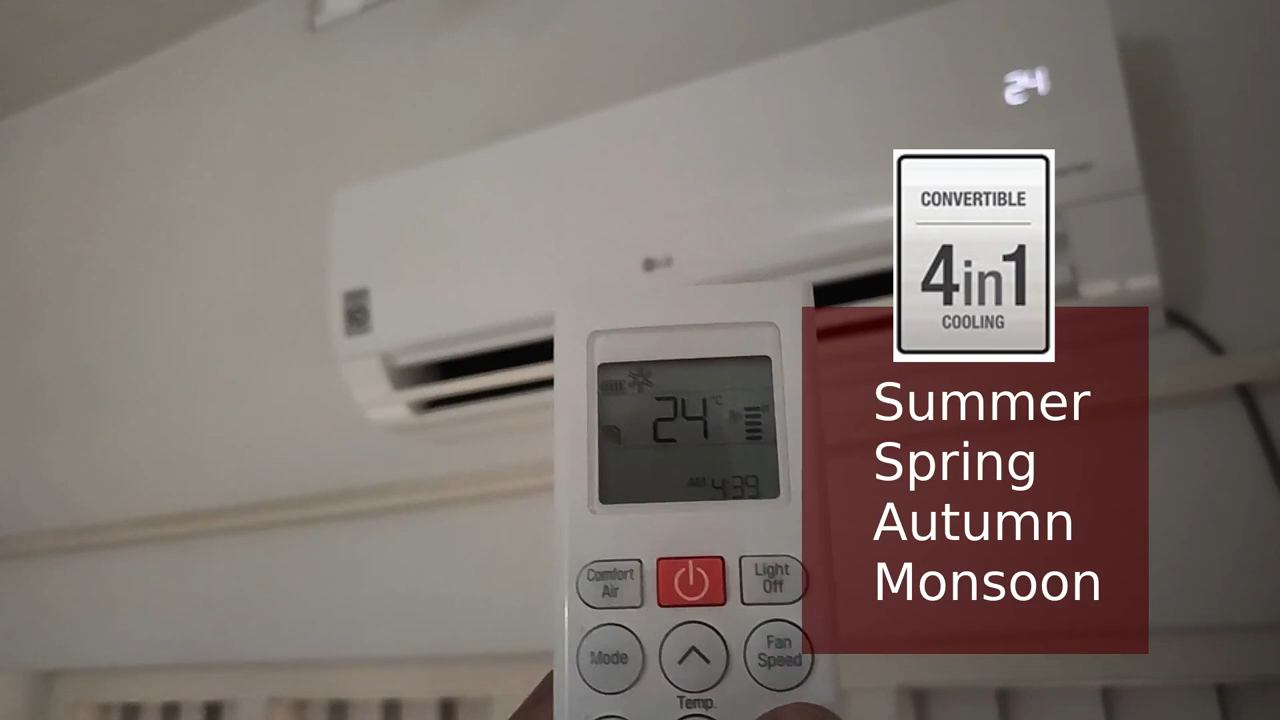 24
LG
CONVERTIBLE
4in1
COOLING
24°C
AM 4:39
Summer
Spring
Autumn
Monsoon
Comfort
Air
Light
Off
Mode
Fan
Speed
Temp.